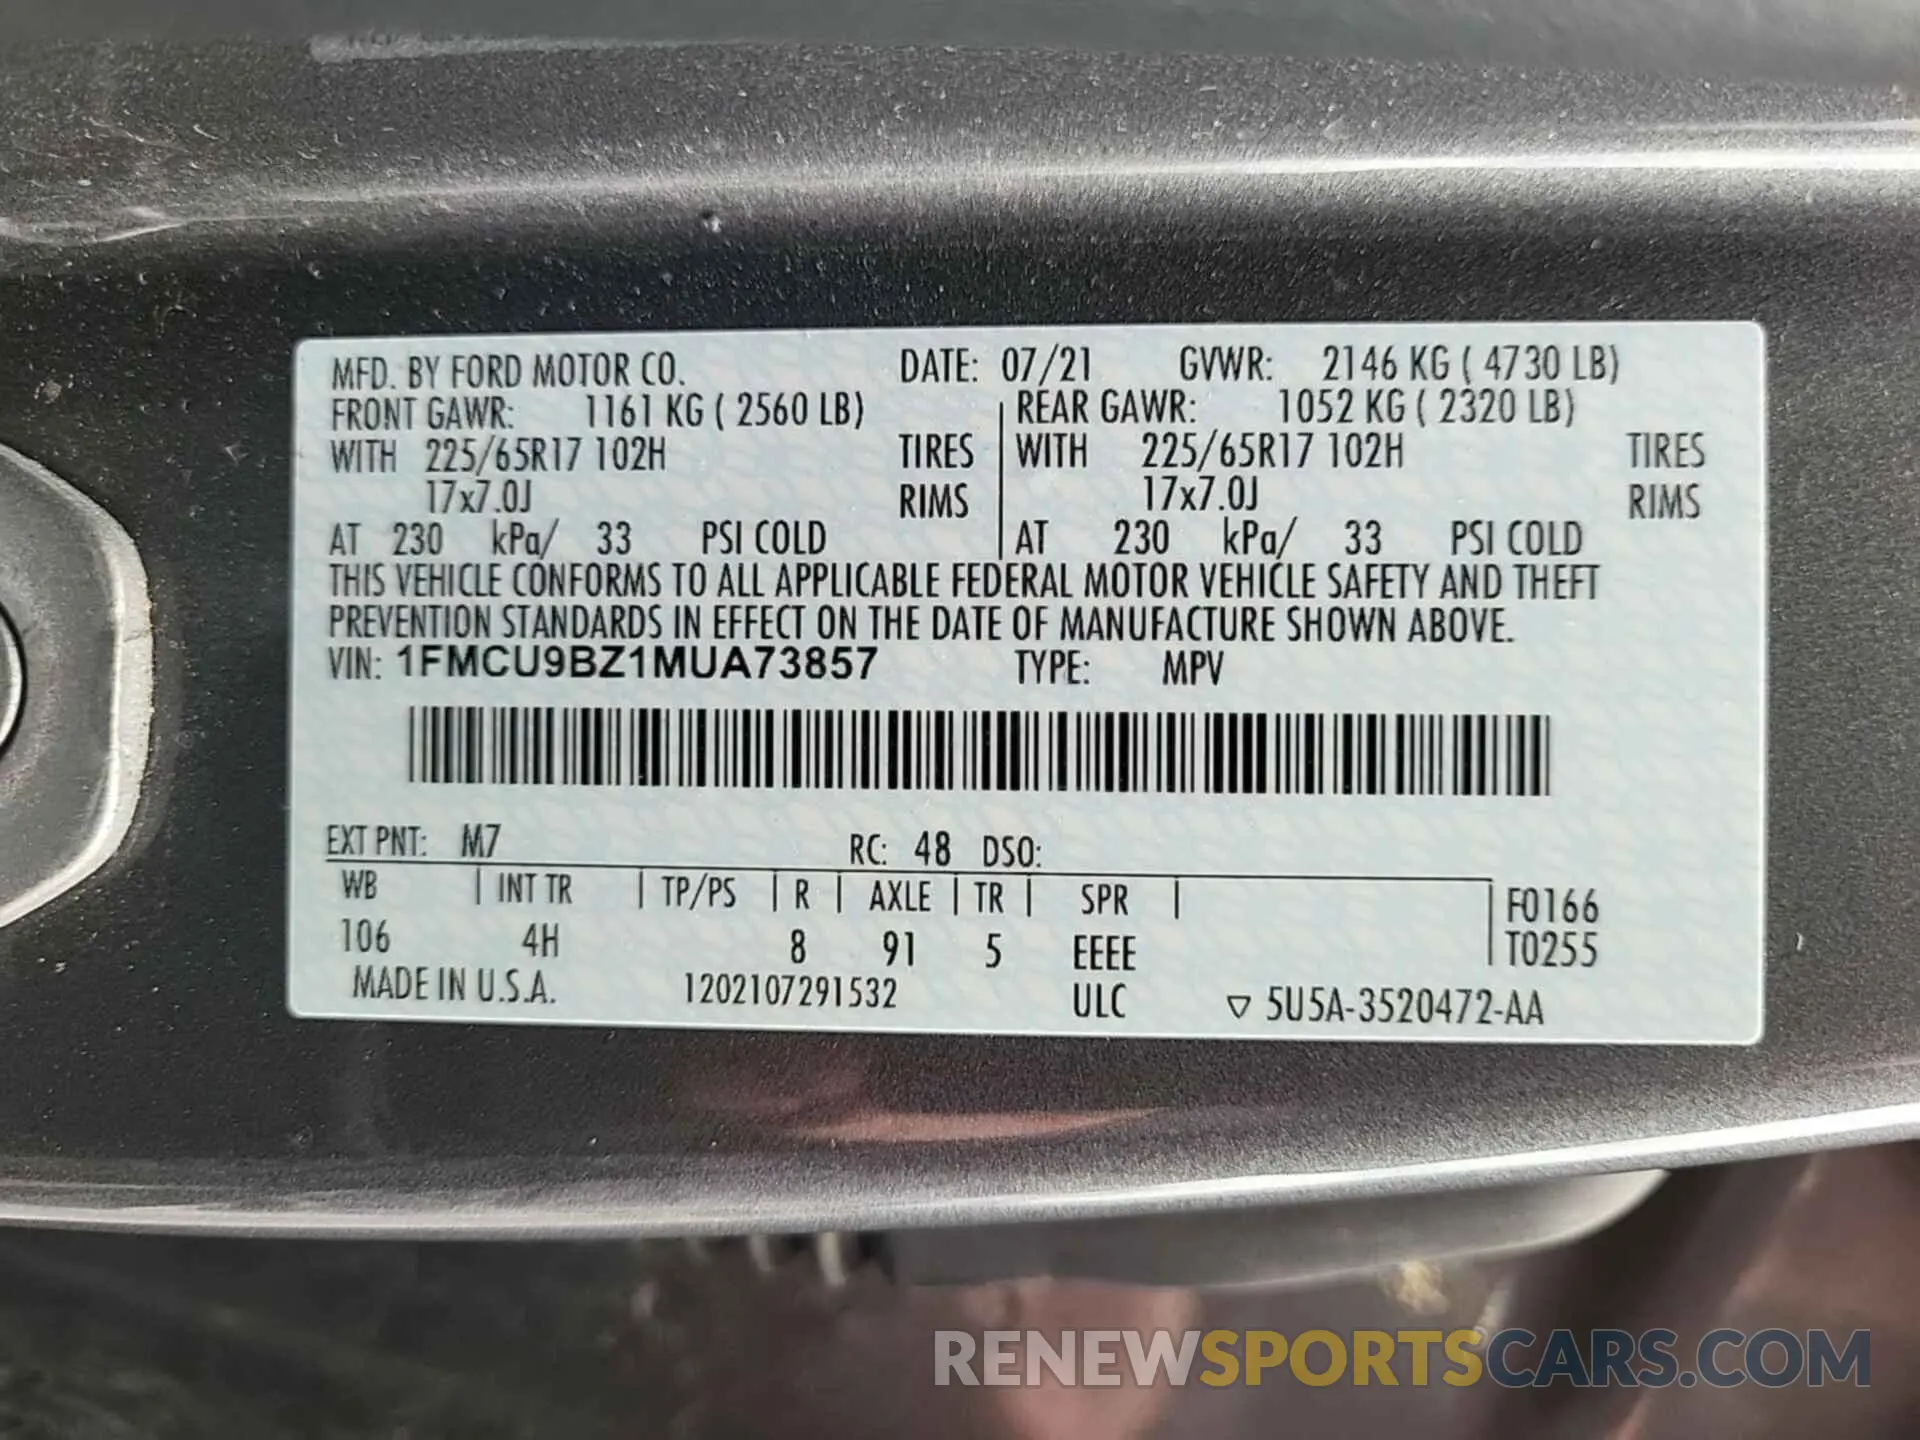 MFD. BY FORD MOTOR CO. DATE: 07/21 GVWR: 2146 KG ( 4730 LB)
FRONT GAWR: 1161 KG ( 2560 LB) REAR GAWR: 1052 KG ( 2320 LB)
WITH 225/65R17 102H TIRES WITH 225/65R17 102H TIRES
17x7.0J RIMS 17x7.0J RIMS
AT 230 kPa/ 33 PSI COLD AT 230 kPa/ 33 PSI COLD
THIS VEHICLE CONFORMS TO ALL APPLICABLE FEDERAL MOTOR VEHICLE SAFETY AND THEFT
PREVENTION STANDARDS IN EFFECT ON THE DATE OF MANUFACTURE SHOWN ABOVE.
VIN: 1FMCU9BZ1MUA73857 TYPE: MPV
EXT PNT: M7 RC: 48 DSO:
WB INT TR TP/PS R AXLE TR SPR F0166
106 4H 8 91 5 EEEE T0255
MADE IN U.S.A. 1202107291532 ULC ▽ 5U5A-3520472-AA
RENEWSPORTSCARS.COM